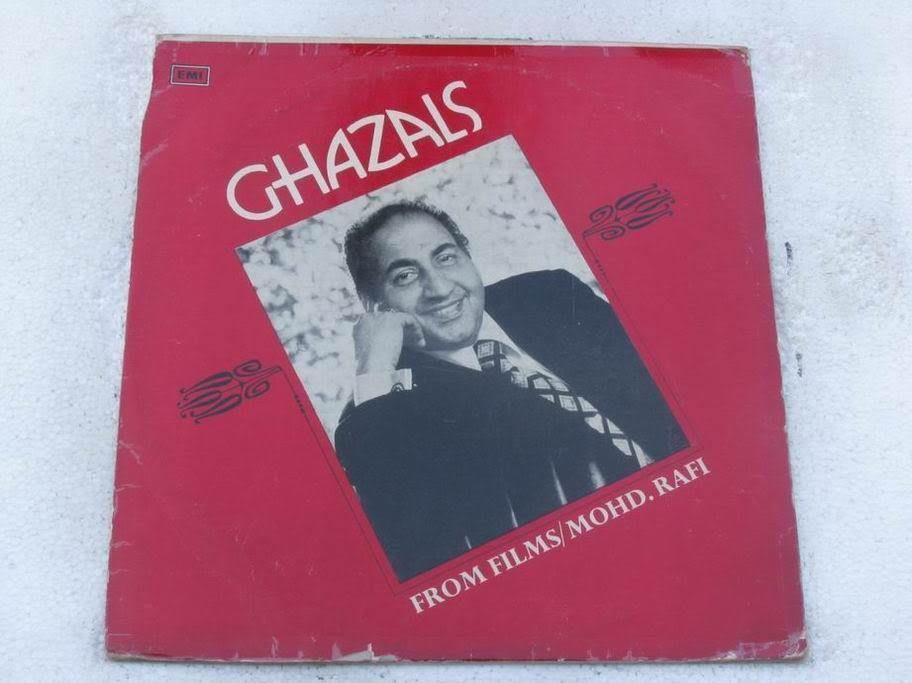 EMI
GHAZALS
FROM FILMS/MOHD. RAFI